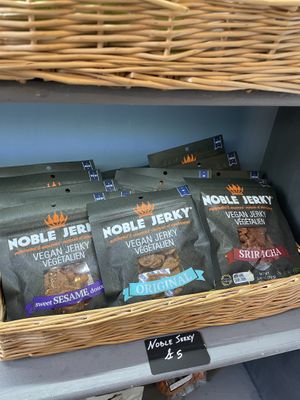 NOBLE JERKY
VEGAN JERKY
VÉGÉTALIEN
sweet SESAME doux
NOBLE JERKY
VEGAN JERKY
VÉGÉTALIEN
ORIGINAL
NOBLE JERKY
VEGAN JERKY
VÉGÉTALIEN
SRIRACHA
NOBLE JERKY
£5